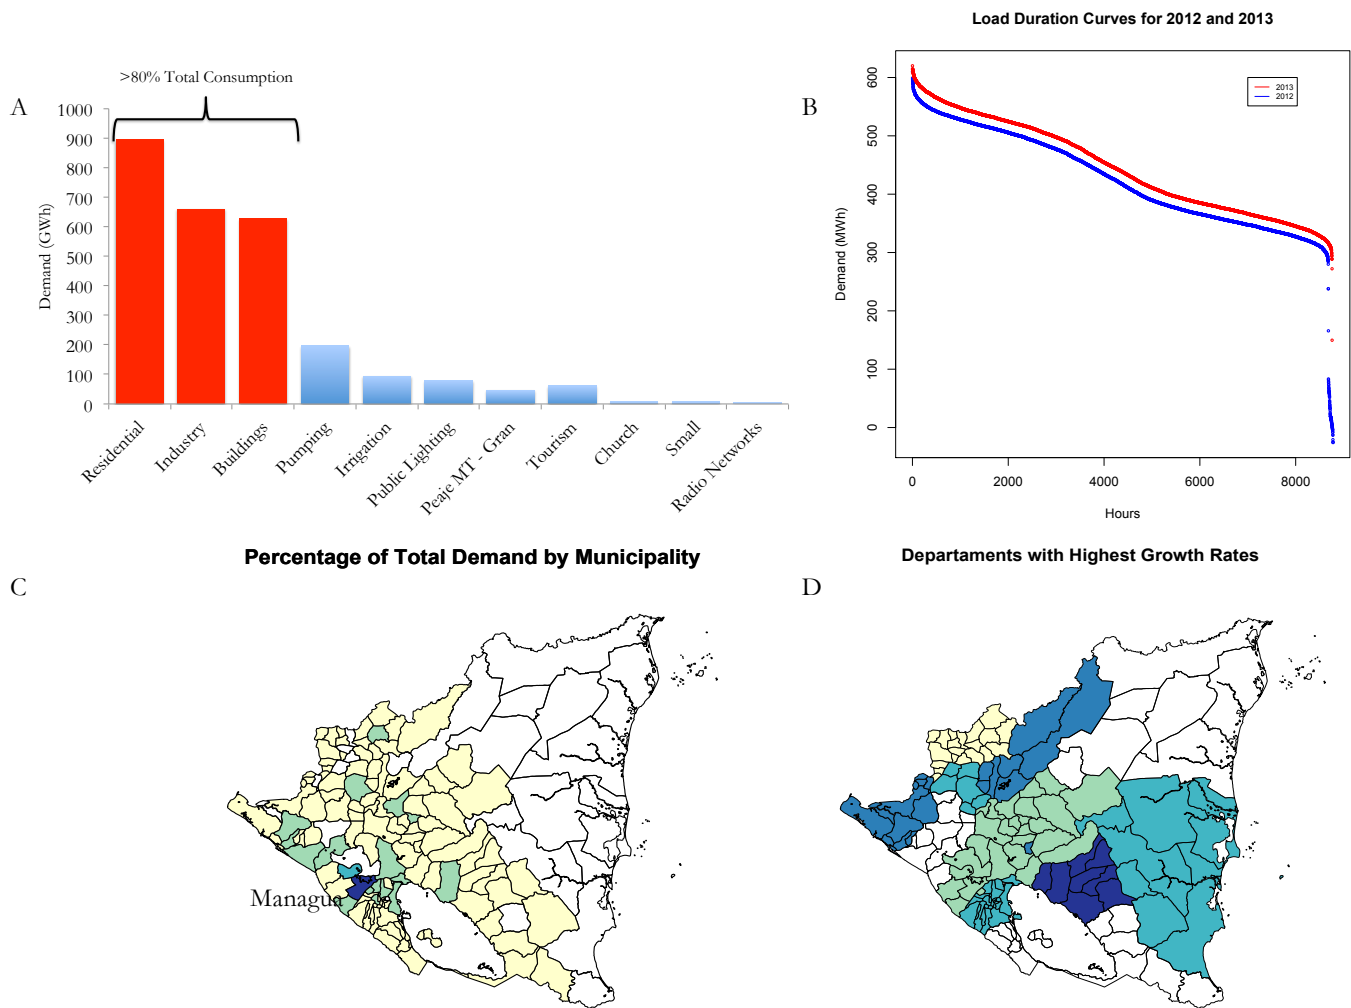 A
>80% Total Consumption
Demand (GWh)
1000
900
800
700
600
500
400
300
200
100
0
Residential
Industry
Buildings
Pumping
Irrigation
Public Lighting
Peaje MT - Gran
Tourism
Church
Small
Radio Networks
Load Duration Curves for 2012 and 2013
B
2013
2012
Demand (MWh)
600
500
400
300
200
100
0
0
2000
4000
6000
8000
Hours
Percentage of Total Demand by Municipality
C
Managua
Departaments with Highest Growth Rates
D